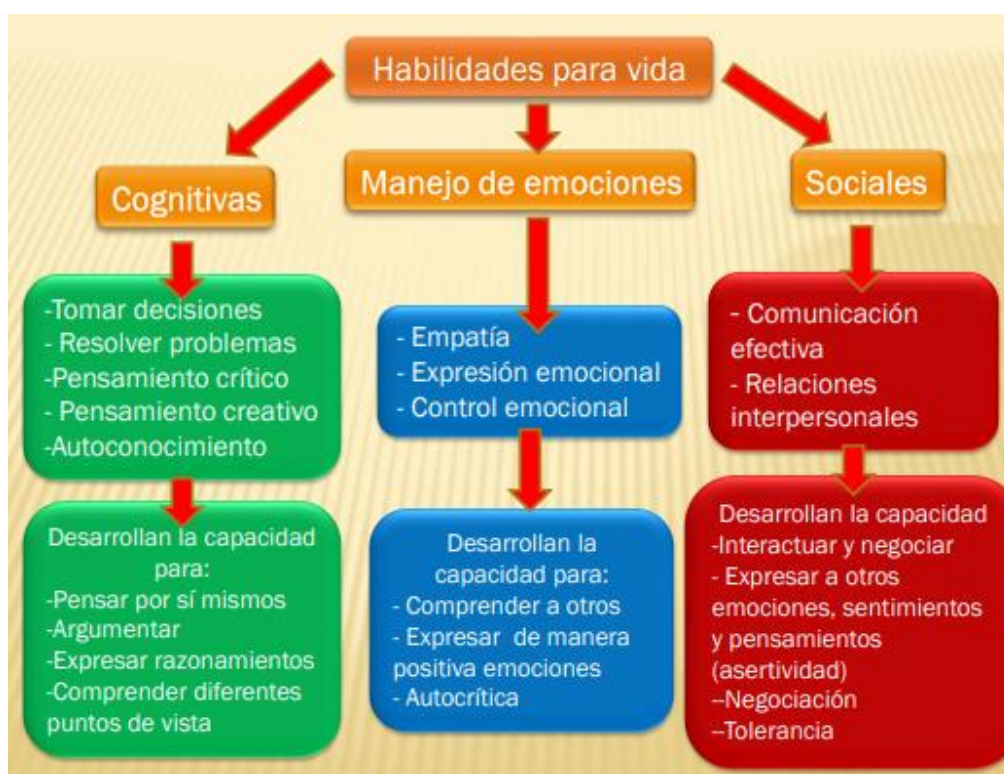 Habilidades para vida
Cognitivas
Manejo de emociones
Sociales
-Tomar decisiones
- Resolver problemas
-Pensamiento crítico
- Pensamiento creativo
-Autoconocimiento
- Empatía
- Expresión emocional
- Control emocional
- Comunicación
efectiva
- Relaciones
interpersonales
Desarrollan la capacidad
para:
-Pensar por sí mismos
-Argumentar
-Expresar razonamientos
-Comprender diferentes
puntos de vista
Desarrollan la
capacidad para:
- Comprender a otros
- Expresar de manera
positiva emociones
- Autocrítica
Desarrollan la capacidad
-Interactuar y negociar
- Expresar a otros
emociones, sentimientos
y pensamientos
(asertividad)
--Negociación
--Tolerancia